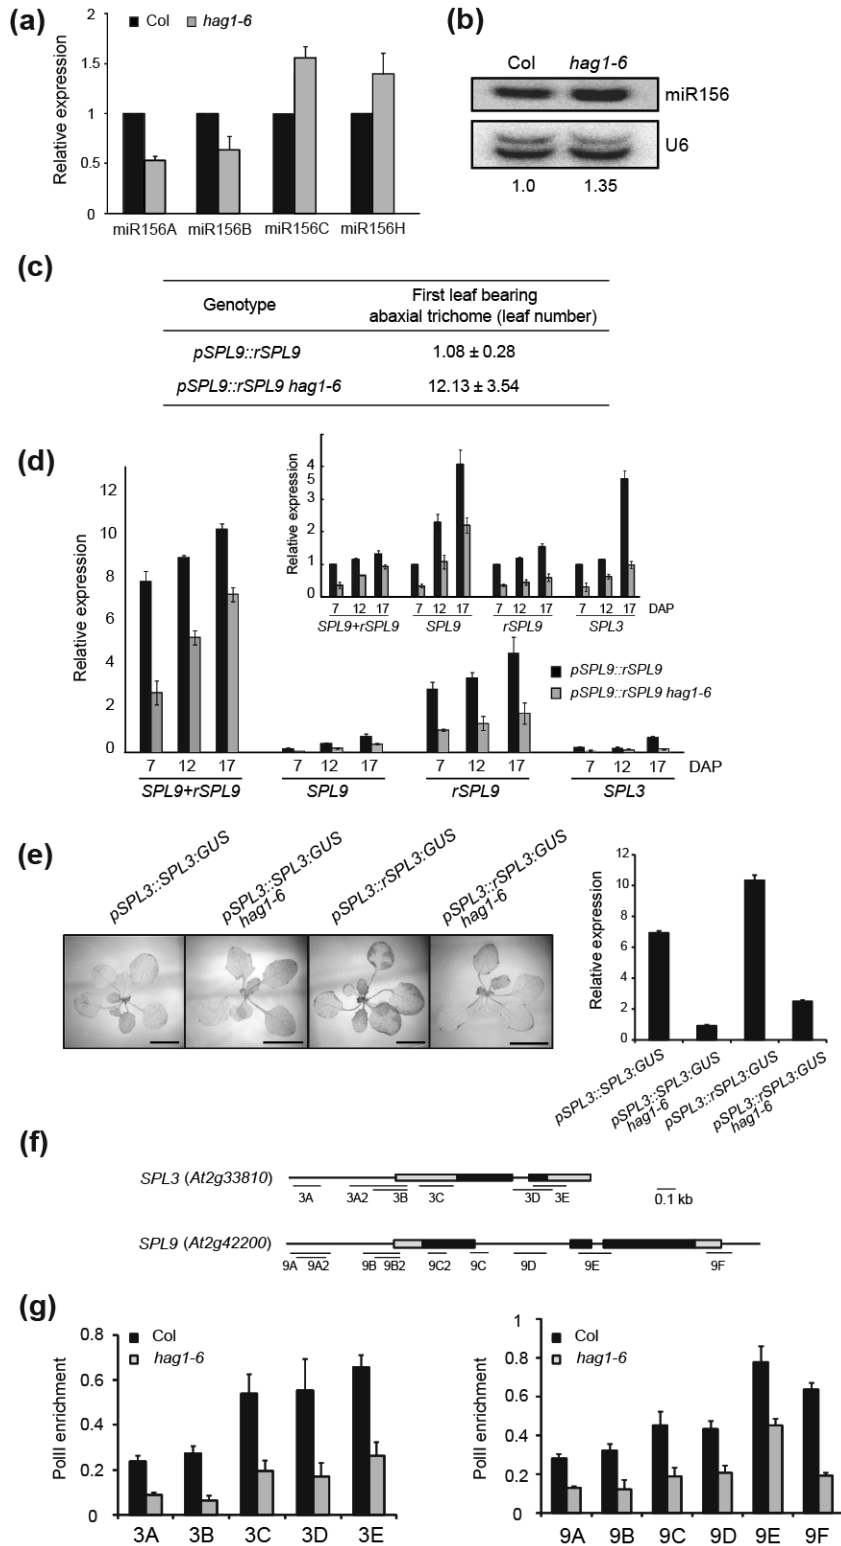 (a)
2
1.5
1
0.5
0
Relative expression
Col
hag1-6
miR156A miR156B miR156C miR156H
(b)
Col hag1-6
miR156
U6
1.0 1.35
(c)
Genotype
First leaf bearing
abaxial trichome (leaf number)
pSPL9::rSPL9 1.08 ± 0.28
pSPL9::rSPL9 hag1-6 12.13 ± 3.54
(d)
Relative expression
12
10
8
6
4
2
0
Relative expression
4
5
2
1
0
7 12 17 7 12 17 7 12 17 7 12 17 DAP
SPL9+rSPL9 SPL9 rSPL9 SPL3
pSPL9::rSPL9
pSPL9::rSPL9 hag1-6
7 12 17 7 12 17 7 12 17 7 12 17 DAP
SPL9+rSPL9 SPL9 rSPL9 SPL3
(e)
pSPL3::SPL3:GUS
pSPL3::SPL3:GUS
hag1-6
pSPL3::rSPL3:GUS
pSPL3::rSPL3:GUS
hag1-6
Relative expression
12
10
8
6
4
2
0
pSPL3::SPL3:GUS
pSPL3::SPL3:GUS
hag1-6
pSPL3::rSPL3:GUS
pSPL3::rSPL3:GUS
hag1-6
(f)
SPL3 (At2g33810)
3A 3A2 3B 3C 3D 3E
0.1 kb
SPL9 (At2g42200)
9A 9A2 9B 9B2 9C2 9C 9D 9E 9F
(g)
PolII enrichment
0.8
0.6
0.4
0.2
0
Col
hag1-6
3A 3B 3C 3D 3E
PolII enrichment
1
0.8
0.6
0.4
0.2
0
Col
hag1-6
9A 9B 9C 9D 9E 9F